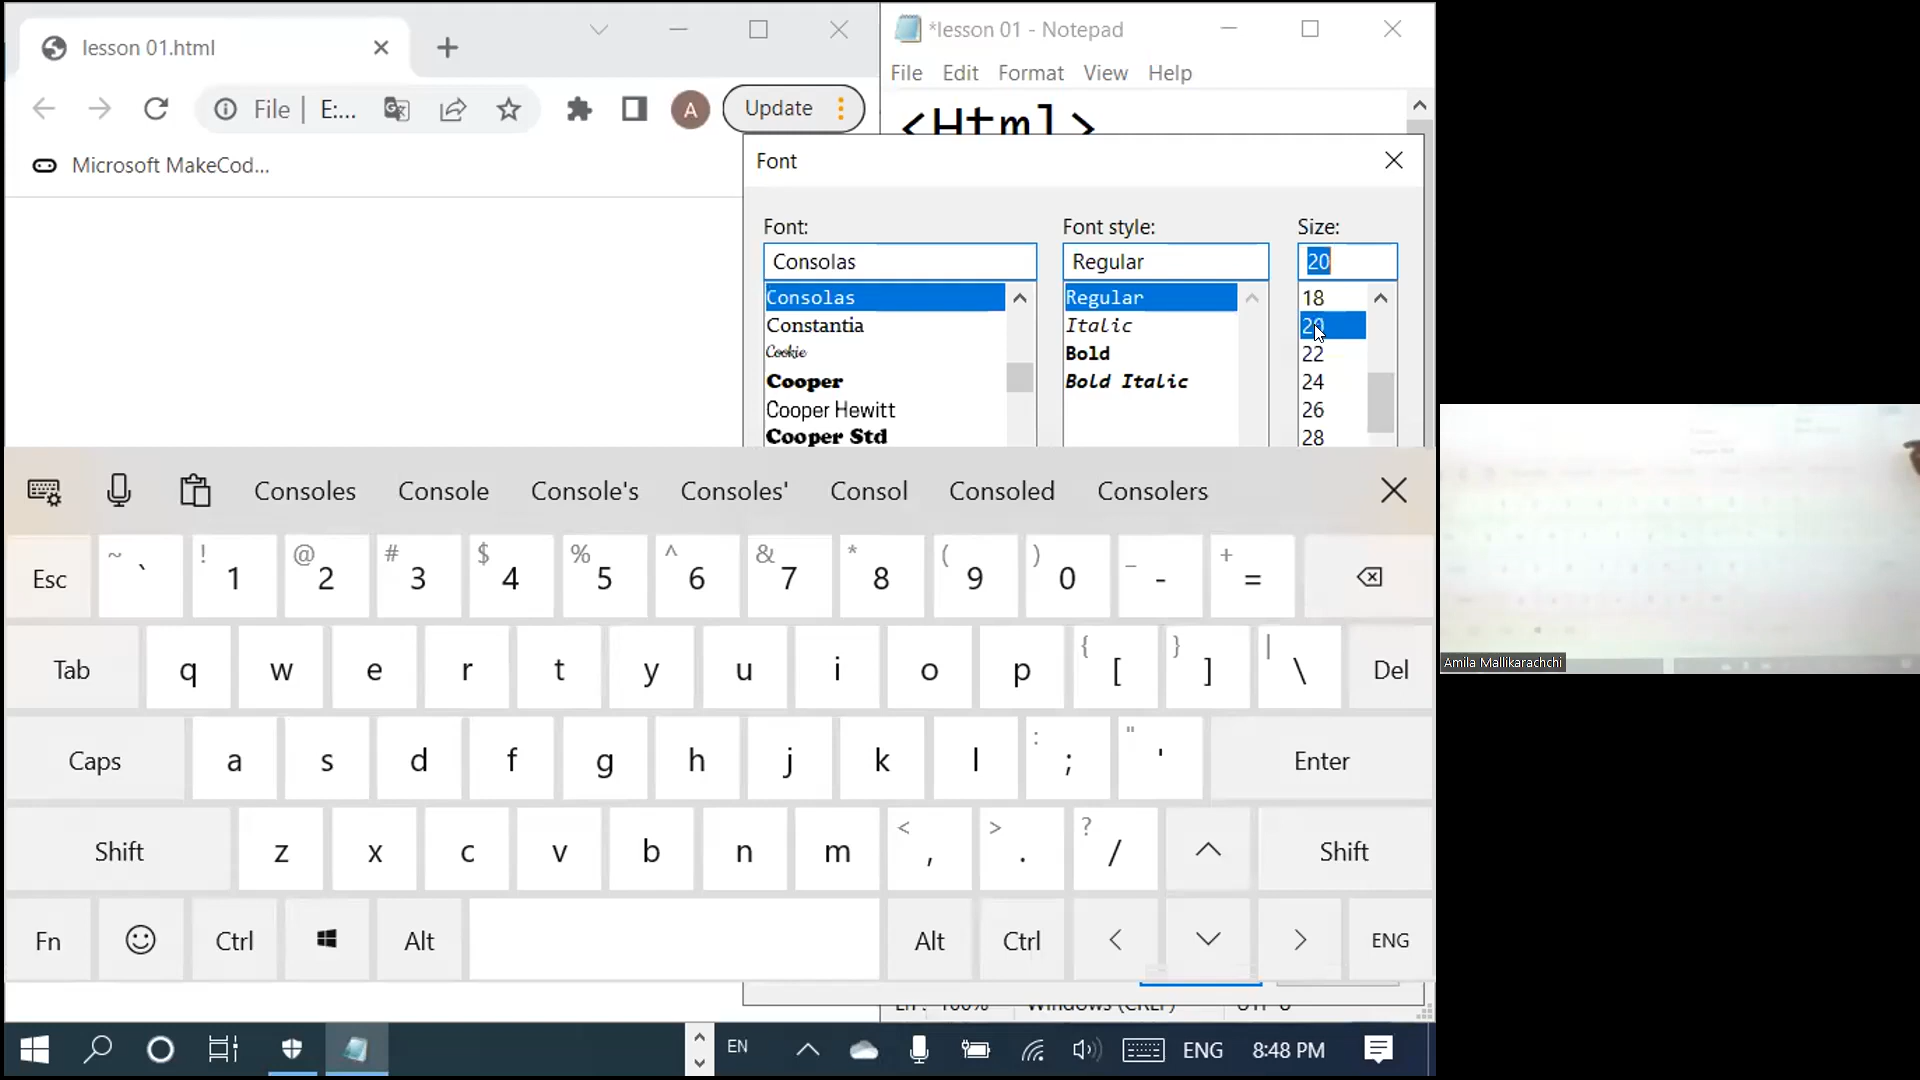 lesson 01.html
File | E:...
A
Update
Microsoft MakeCod...
*lesson 01 - Notepad
File Edit Format View Help
<Html>
Font
Font: Font style: Size:
Consolas Regular 20
Consolas Regular 18
Constantia Italic 20
Cookie Bold 22
Cooper Bold Italic 24
Cooper Hewitt 26
Cooper Std 28
Consoles Console Console's Consoles' Consol Consoled Consolers
Esc ~ ` ! 1 @ 2 # 3 $ 4 % 5 ^ 6 & 7 * 8 ( 9 ) 0 _ - + =
Tab q w e r t y u i o p { [ } ] | \ Del
Caps a s d f g h j k l : ; " ' Enter
Shift z x c v b n m < , > . ? / Shift
Fn Ctrl Alt Alt Ctrl ENG
100% Windows (CRLF)
EN ENG 8:48 PM
Amila Mallikarachchi